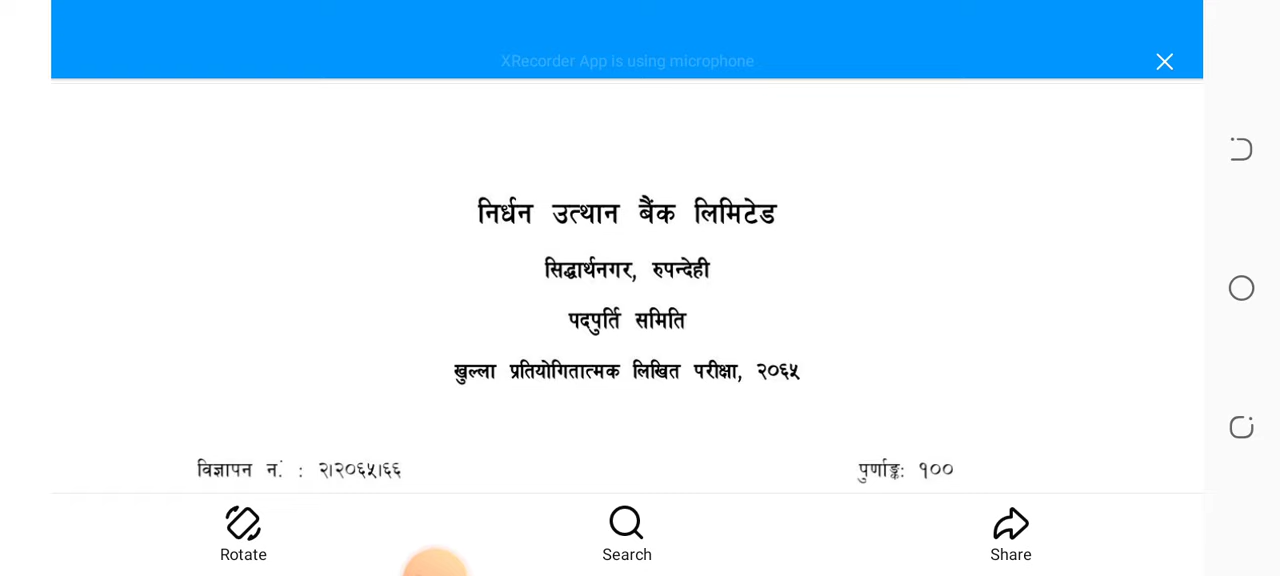 XRecorder App is using microphone
निर्धन उत्थान बैंक लिमिटेड
सिद्धार्थनगर, रुपन्देही
पदपुर्ति समिति
खुल्ला प्रतियोगितात्मक लिखित परीक्षा, २०६५
विज्ञापन नं. : २।२०६५।६६ पुर्णाङ्क: १००
Rotate Search Share